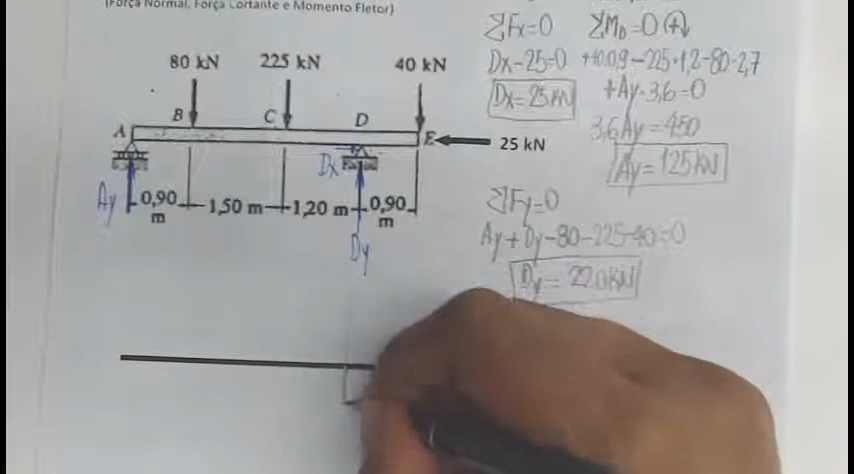 (Força Normal, Força Cortante e Momento Fletor)
80 kN 225 kN 40 kN
A B C D E 25 kN
Dx
Ay 0,90 m 1,50 m 1,20 m 0,90 m
Dy
ΣFx=0 ΣM_D=0
Dx-25=0 +40.0,9-225·1,2-80·2,7
Dx=25KN +Ay·3,6=0
3,6Ay=450
Ay=125KN
ΣFy=0
Ay+Dy-80-225-40=0
Dy=220KN